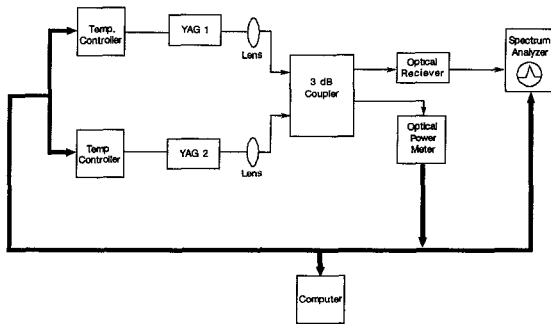 Temp.
Controller
YAG 1
Lens
3 dB
Coupler
Optical
Reciever
Spectrum
Analyzer
Temp
Controller
YAG 2
Lens
Optical
Power
Meter
Computer